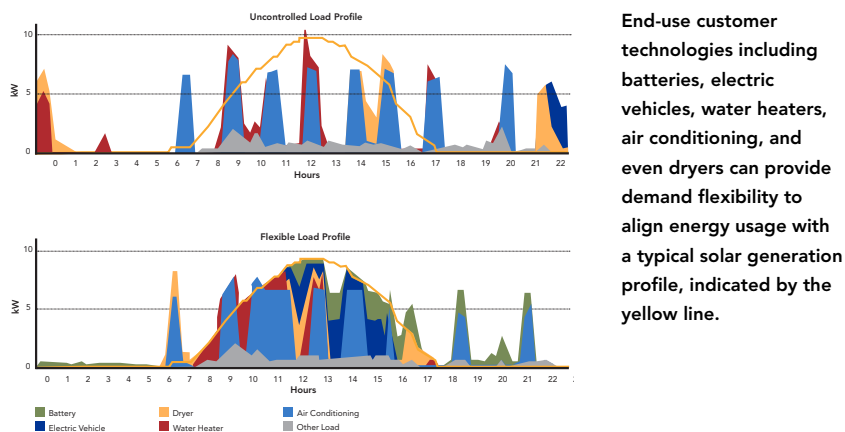 Uncontrolled Load Profile
10
5
0
kW
0 1 2 3 4 5 6 7 8 9 10 11 12 13 14 15 16 17 18 19 20 21 22
Hours
Flexible Load Profile
10
5
0
kW
0 1 2 3 4 5 6 7 8 9 10 11 12 13 14 15 16 17 18 19 20 21 22
Hours
Battery Dryer Air Conditioning
Electric Vehicle Water Heater Other Load
End-use customer
technologies including
batteries, electric
vehicles, water heaters,
air conditioning, and
even dryers can provide
demand flexibility to
align energy usage with
a typical solar generation
profile, indicated by the
yellow line.